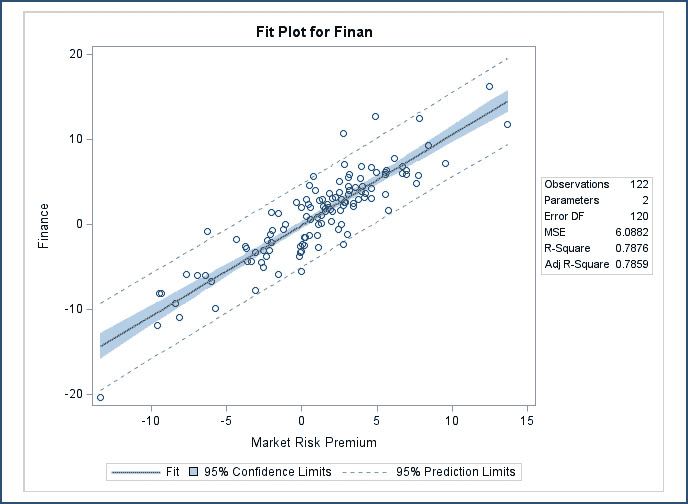 Fit Plot for Finan
20
10
0
-10
-20
Finance
-10 -5 0 5 10 15
Market Risk Premium
Observations 122
Parameters 2
Error DF 120
MSE 6.0882
R-Square 0.7876
Adj R-Square 0.7859
Fit 95% Confidence Limits 95% Prediction Limits